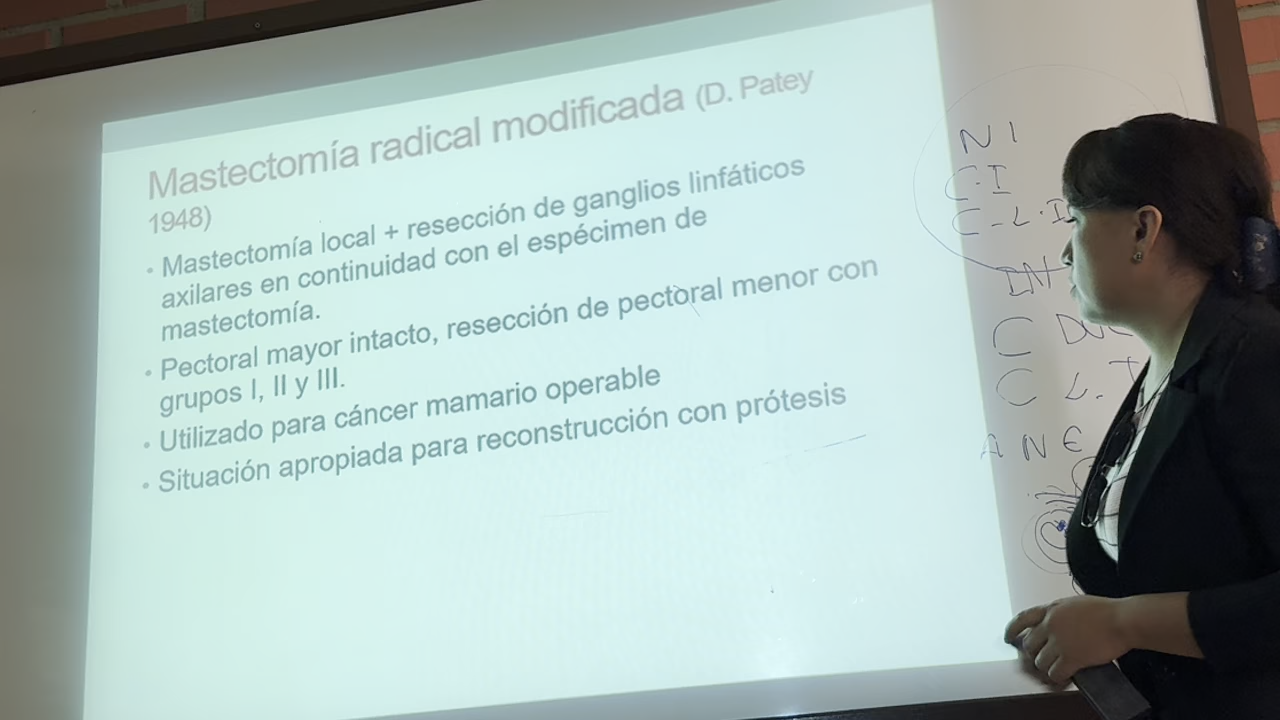 Mastectomía radical modificada (D. Patey
1948)
• Mastectomía local + resección de ganglios linfáticos
axilares en continuidad con el espécimen de
mastectomía.
• Pectoral mayor intacto, resección de pectoral menor con
grupos I, II y III.
• Utilizado para cáncer mamario operable
• Situación apropiada para reconstrucción con prótesis
N I
C.I
C-L.I
IN
C
C L.
A N E